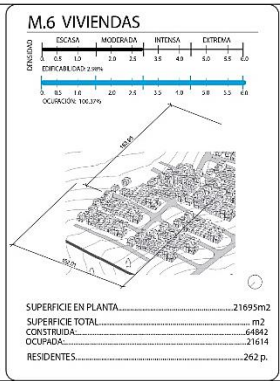 M.6 VIVIENDAS
DENSIDAD
ESCASA MODERADA INTENSA EXTREMA
0. 0.5 1.0 2.0 2.5 3.5 4.0 5.0 5.5 6.0
EDIFICABILIDAD: 2.98%
0. 0.5 1.0 2.0 2.5 3.5 4.0 5.0 5.5 6.0
OCUPACIÓN: 100.37%
SUPERFICIE EN PLANTA...............................21695m2
SUPERFICIE TOTAL............................................. m2
CONSTRUIDA:.....................................................64842
OCUPADA:.........................................................21614
RESIDENTES..................................................262 p.